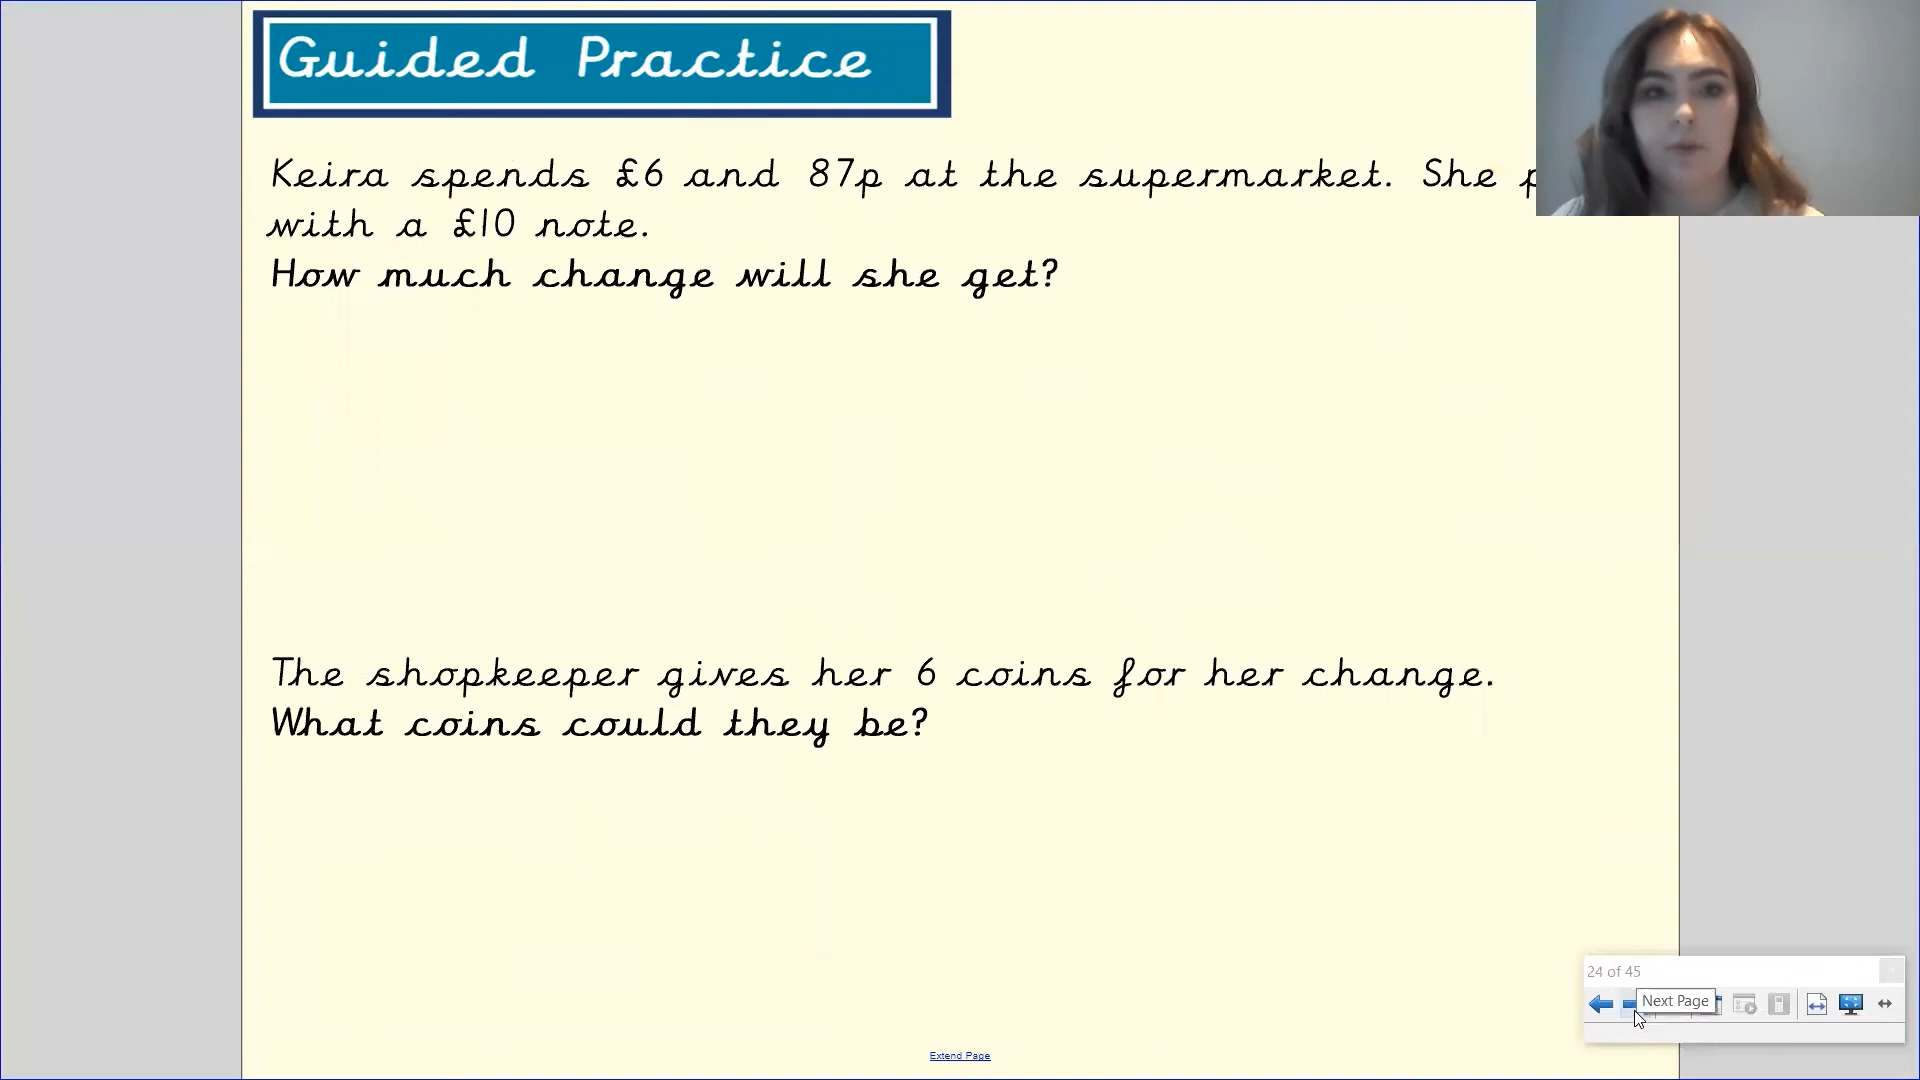 Guided Practice
Keira spends £6 and 87p at the supermarket. She
with a £10 note.
How much change will she get?
The shopkeeper gives her 6 coins for her change.
What coins could they be?
24 of 45
Next Page
Extend Page